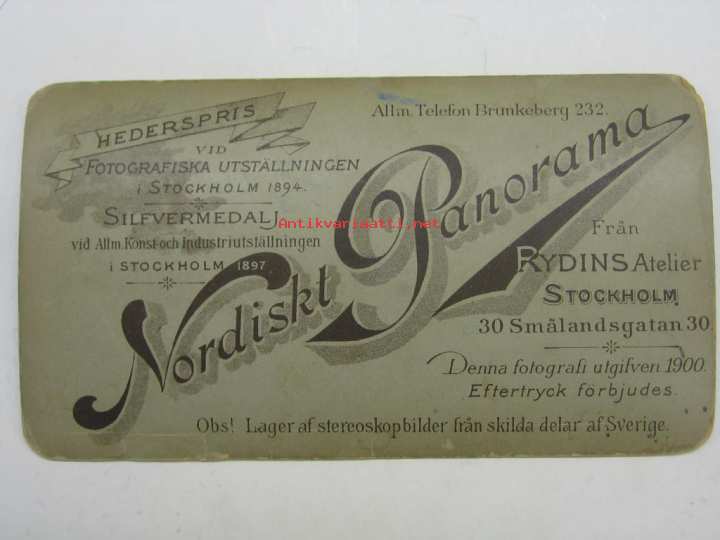 HEDERSPRIS
VID
FOTOGRAFISKA UTSTÄLLNINGEN
i STOCKHOLM 1894.
SILFVERMEDALJ
vid Allm. Konst-och Industriutställningen
i STOCKHOLM 1897
Allm. Telefon Brunkeberg 232.
Nordiskt Panorama
Från
RYDINS Atelier
STOCKHOLM
30 Smålandsgatan 30.
Denna fotografi utgifven 1900.
Eftertryck förbjudes.
Obs! Lager af stereoskopbilder från skilda delar af Sverige.
Antikvariaatti.net